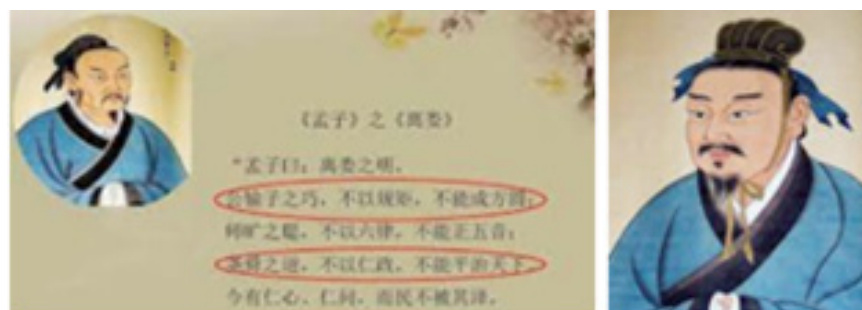 《孟子》之《离娄》
“孟子曰：离娄之明，
公输子之巧，不以规矩，不能成方圆；
师旷之聪，不以六律，不能正五音；
尧舜之道，不以仁政，不能平治天下。
今有仁心、仁闻，而民不被其泽，